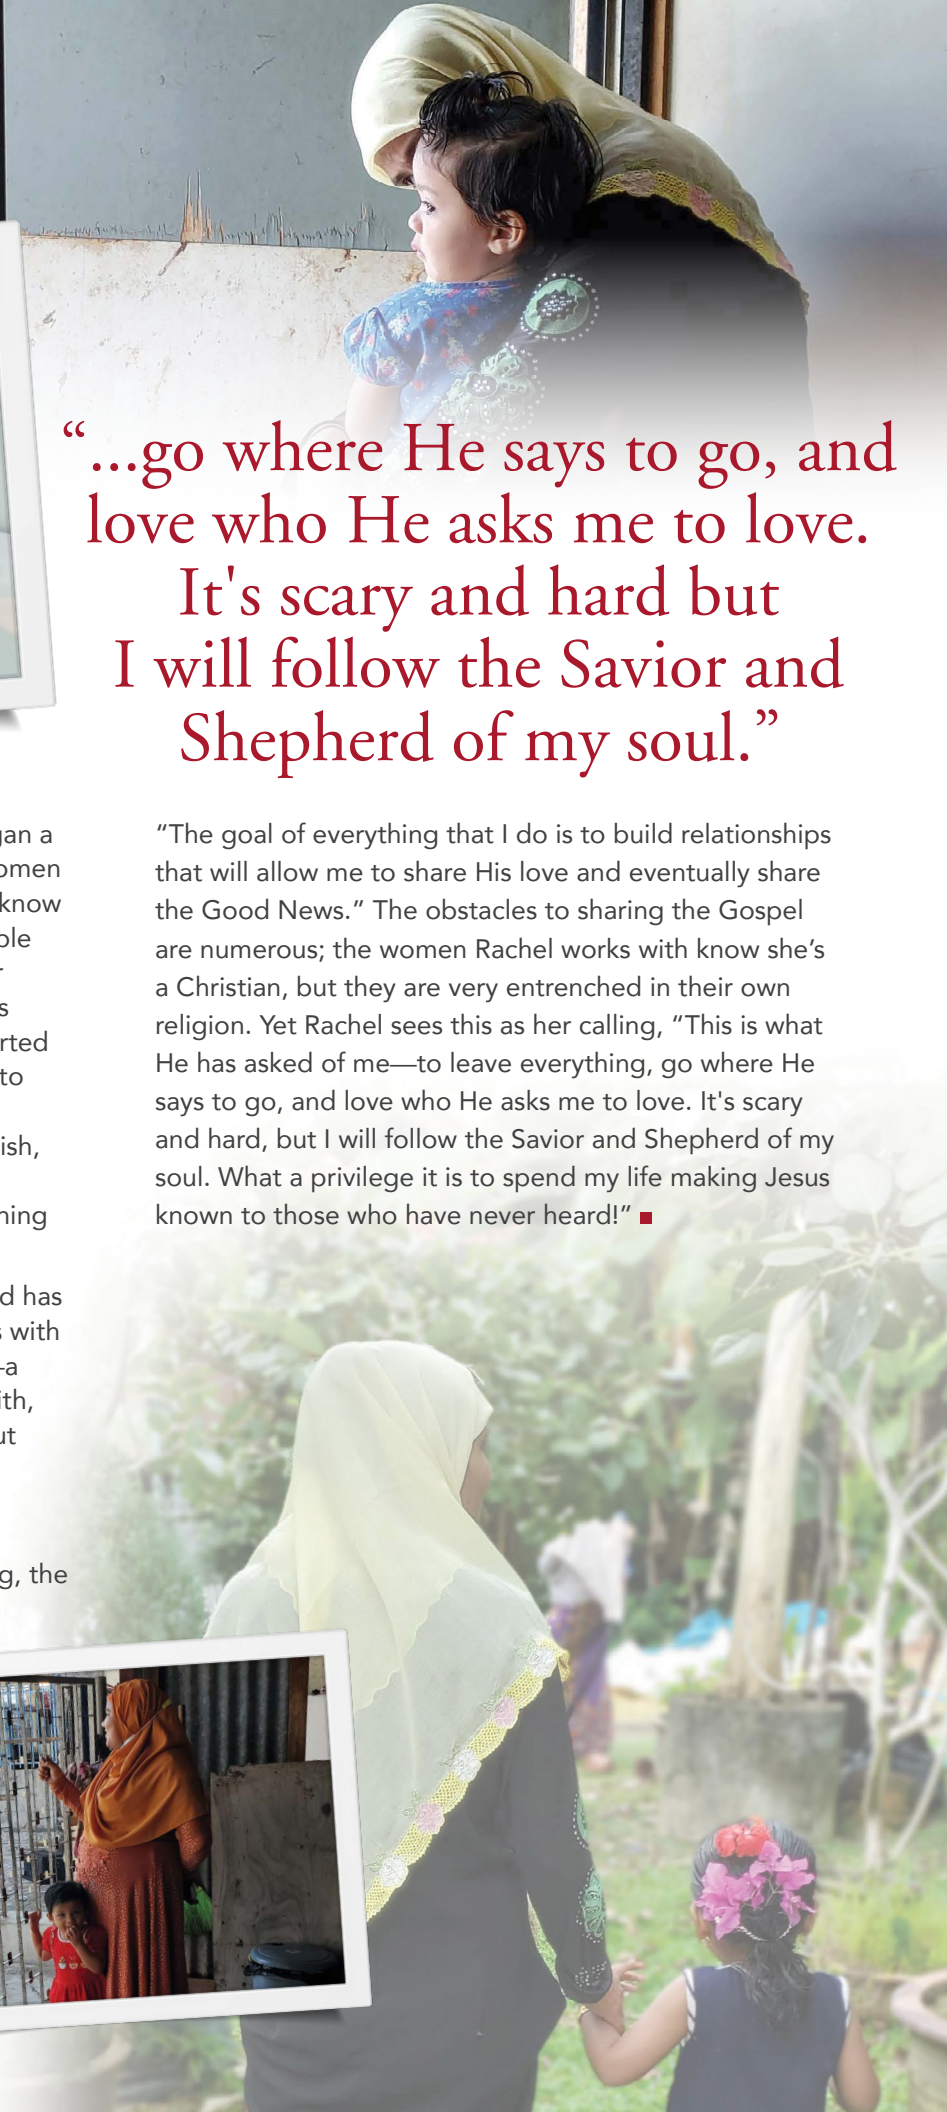 “...go where He says to go, and
love who He asks me to love.
It's scary and hard but
I will follow the Savior and
Shepherd of my soul.”
a
know
to
d has
with
a
the
“The goal of everything that I do is to build relationships
that will allow me to share His love and eventually share
the Good News.” The obstacles to sharing the Gospel
are numerous; the women Rachel works with know she’s
a Christian, but they are very entrenched in their own
religion. Yet Rachel sees this as her calling, “This is what
He has asked of me—to leave everything, go where He
says to go, and love who He asks me to love. It's scary
and hard, but I will follow the Savior and Shepherd of my
soul. What a privilege it is to spend my life making Jesus
known to those who have never heard!”